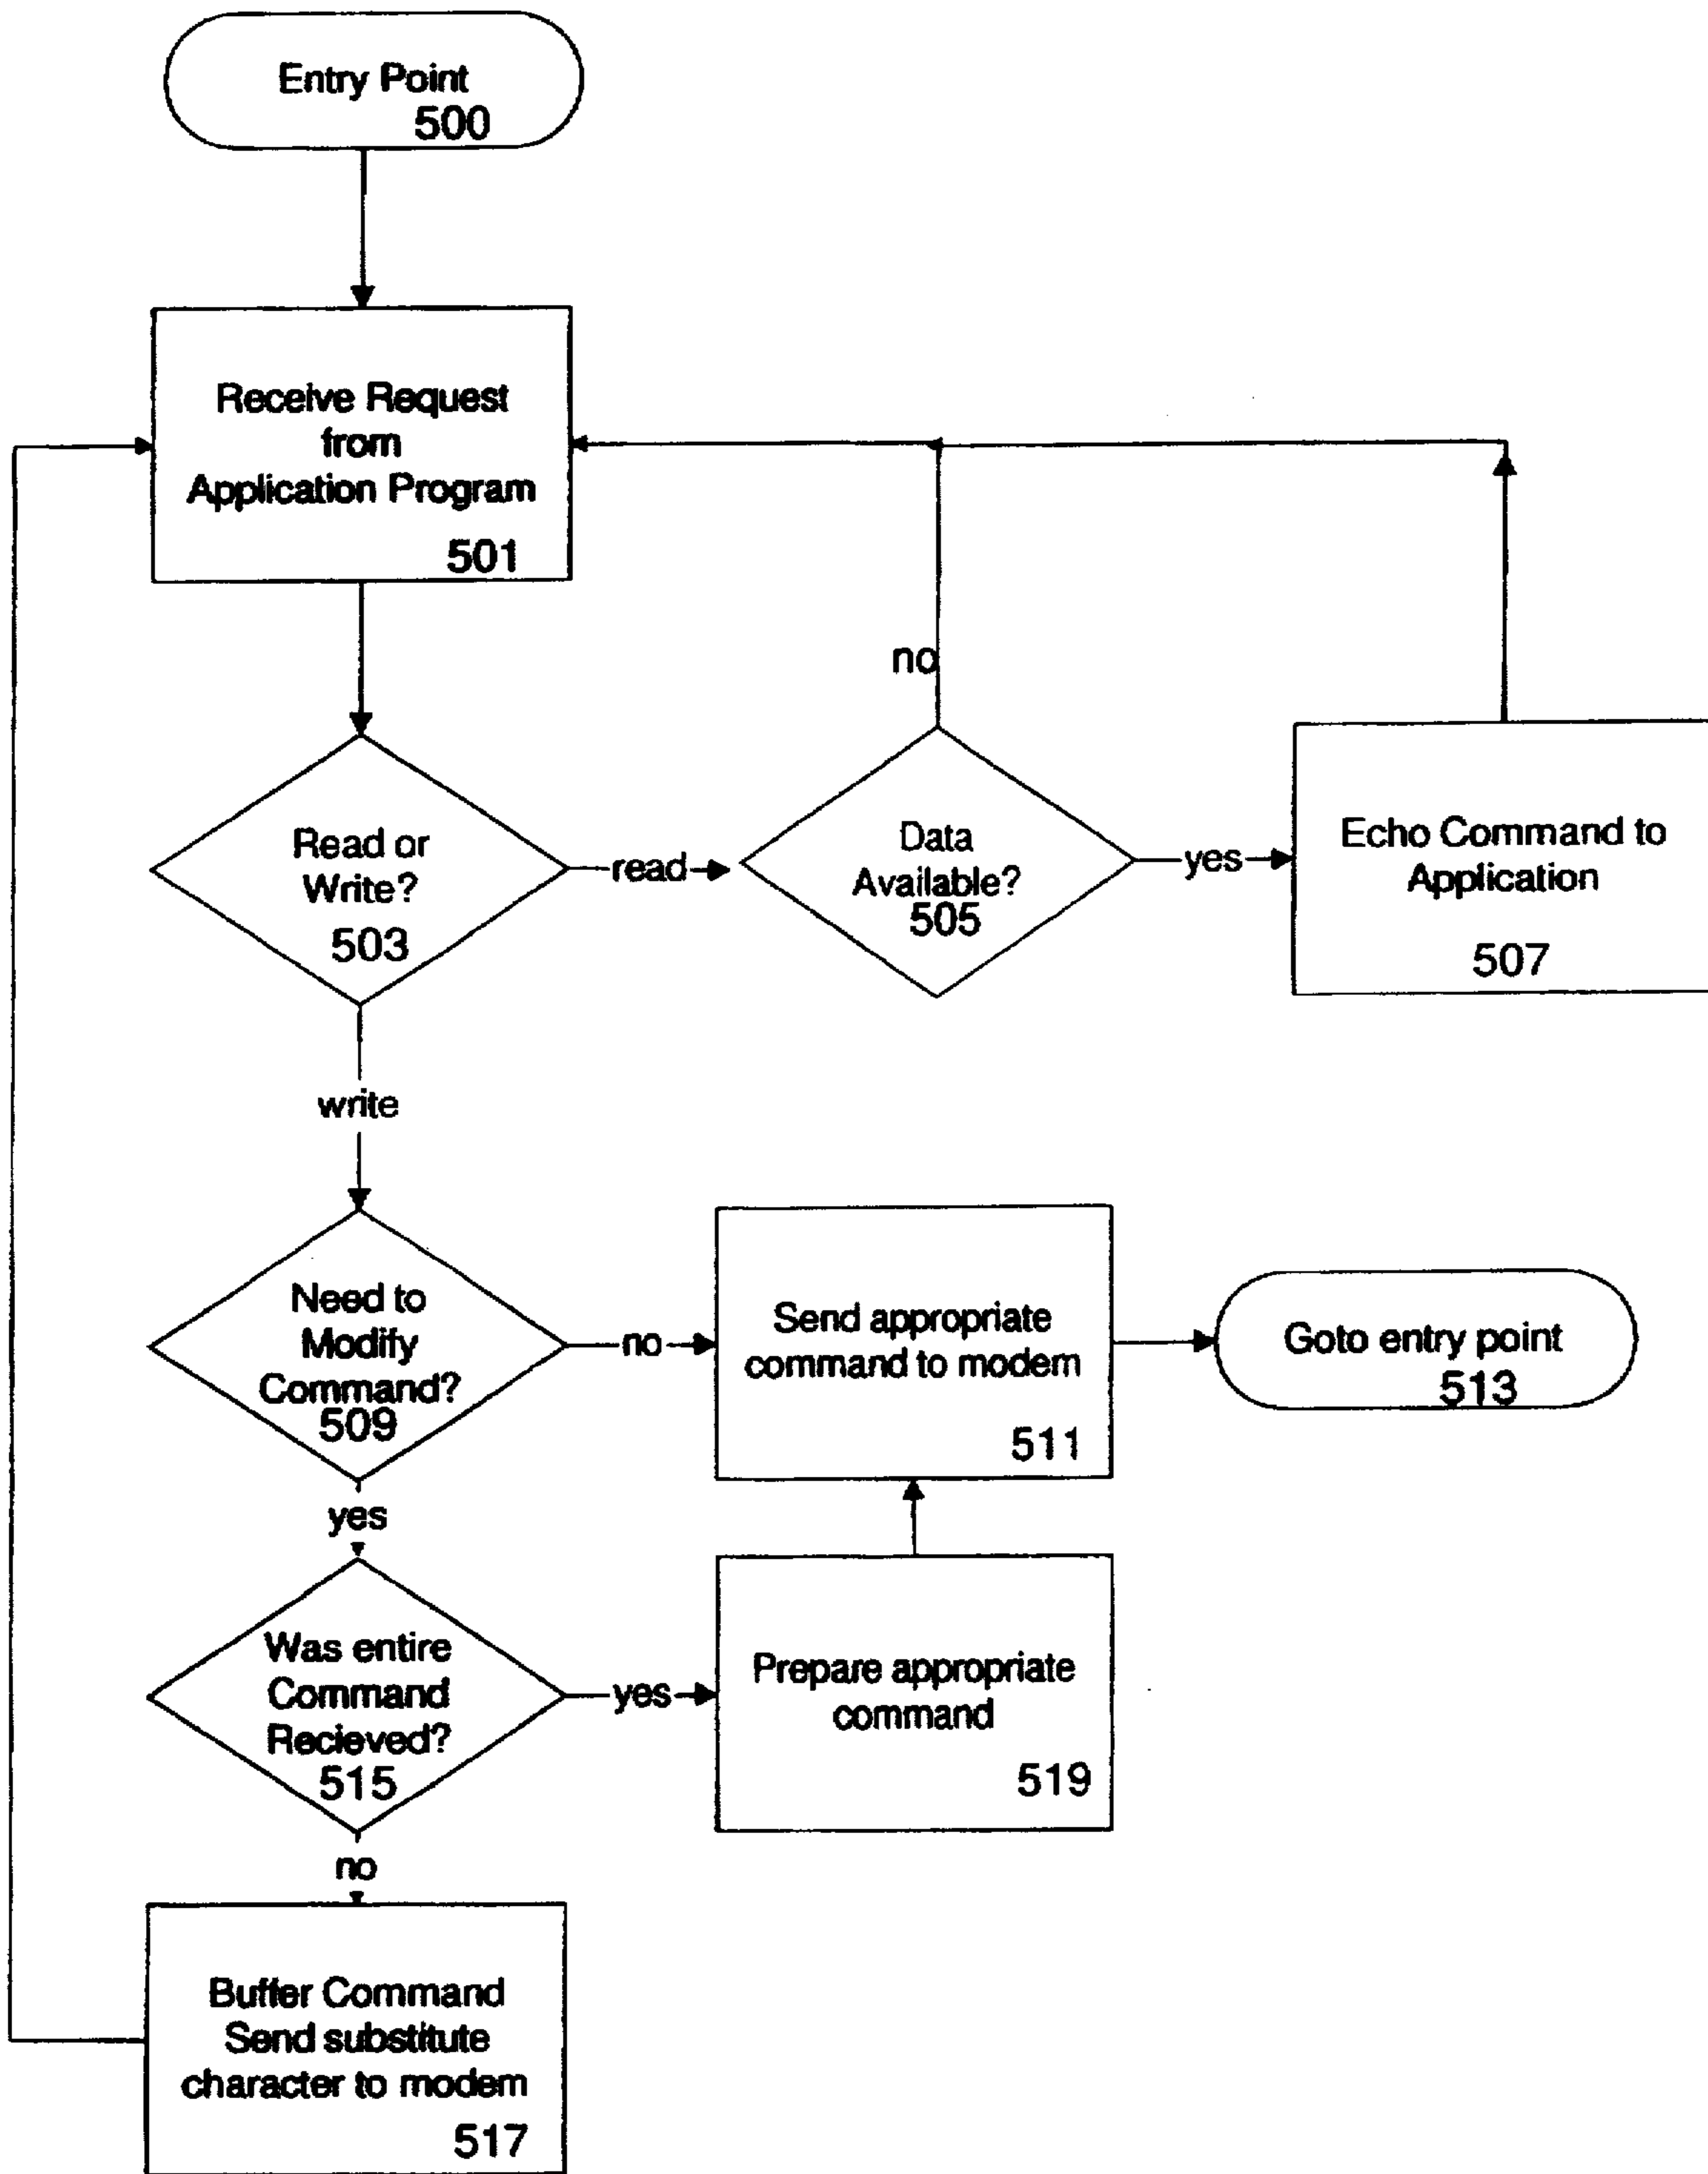 Entry Point
500
Receive Request
from
Application Program
501
no
Read or
Write?
503
read
Data
Available?
505
yes
Echo Command to
Application
507
write
Need to
Modify
Command?
509
no
Send appropriate
command to modem
511
Goto entry point
513
yes
Was entire
Command
Recieved?
515
yes
Prepare appropriate
command
519
no
Buffer Command
Send substitute
character to modem
517